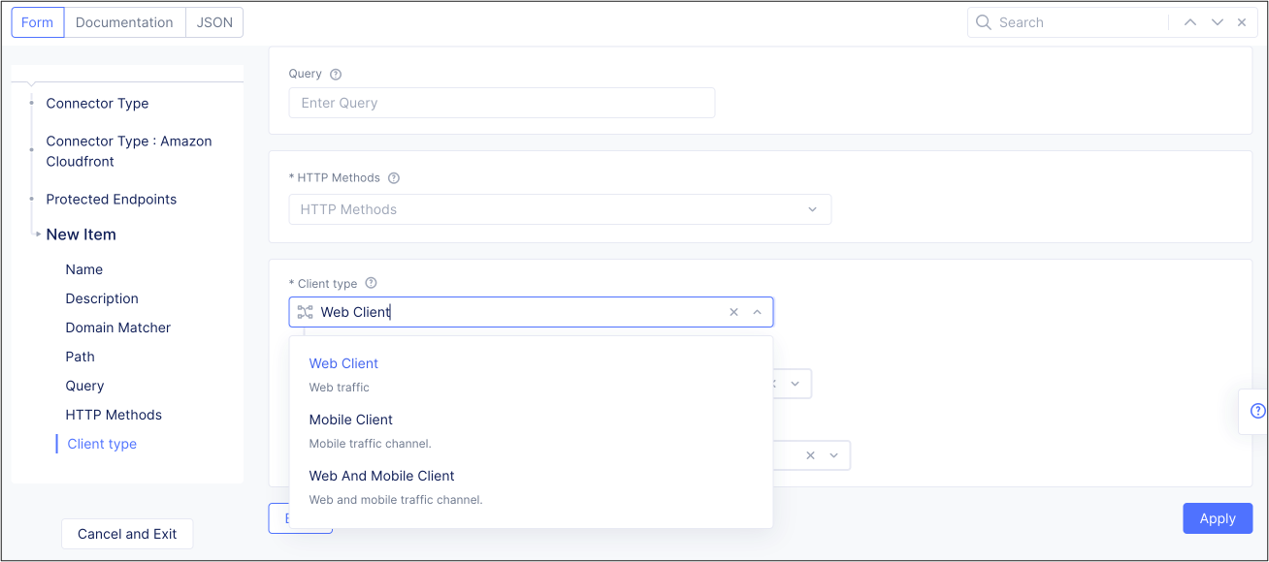 Form
Documentation
JSON
Search
Connector Type
Connector Type : Amazon
Cloudfront
Protected Endpoints
New Item
Name
Description
Domain Matcher
Path
Query
HTTP Methods
Client type
Cancel and Exit
Query
Enter Query
* HTTP Methods
HTTP Methods
* Client type
Web Client
Web Client
Web traffic
Mobile Client
Mobile traffic channel.
Web And Mobile Client
Web and mobile traffic channel.
Apply